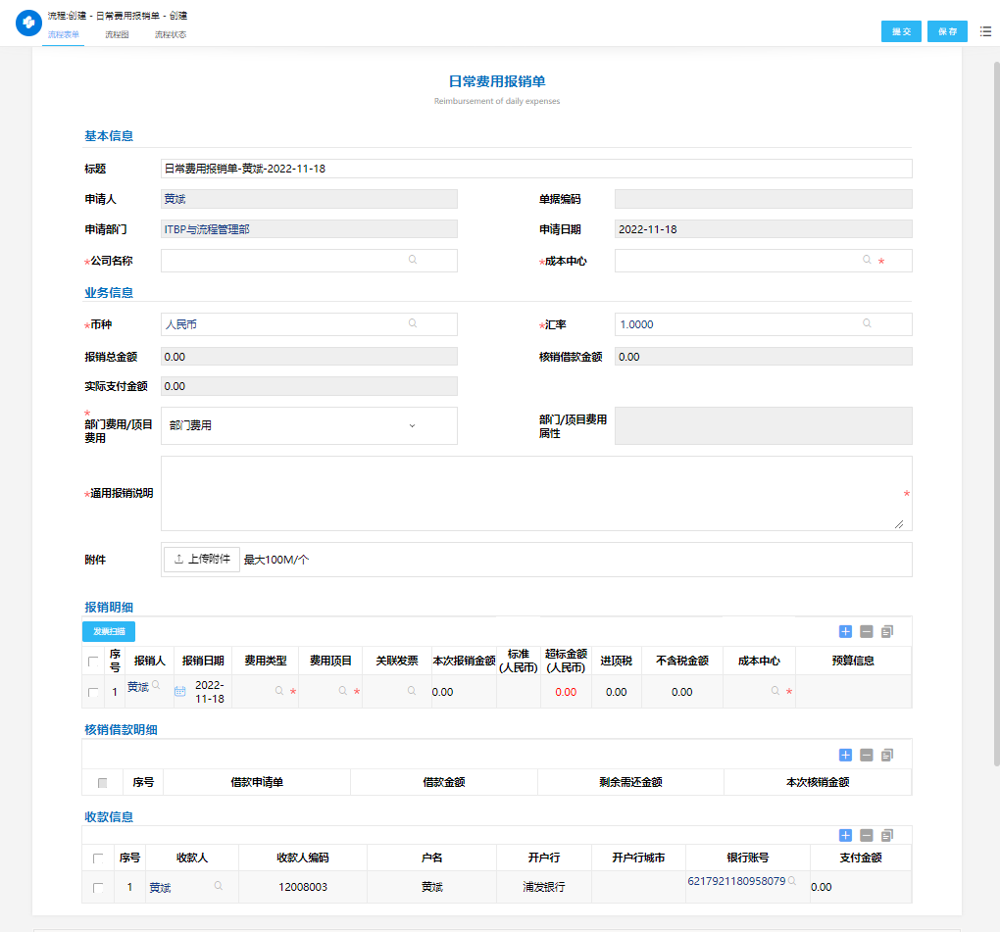 流程:创建 - 日常费用报销单 - 创建
流程表单 流程图 流程状态
提交 保存
日常费用报销单
Reimbursement of daily expenses
基本信息
标题 日常费用报销单-黄斌-2022-11-18
申请人 黄斌 单据编码
申请部门 ITBP与流程管理部 申请日期 2022-11-18
*公司名称 *成本中心 *
业务信息
*币种 人民币 *汇率 1.0000
报销总金额 0.00 核销借款金额 0.00
实际支付金额 0.00
*
部门费用/项目
费用 部门费用 部门/项目费用
属性
*通用报销说明 *
附件 上传附件 最大100M/个
报销明细
发票扫描
序号 报销人 报销日期 费用类型 费用项目 关联发票 本次报销金额 标准(人民币) 超标金额(人民币) 进项税 不含税金额 成本中心 预算信息
1 黄斌 2022-11-18 * * 0.00 0.00 0.00 0.00 *
核销借款明细
序号 借款申请单 借款金额 剩余需还金额 本次核销金额
收款信息
序号 收款人 收款人编码 户名 开户行 开户行城市 银行账号 支付金额
1 黄斌 12008003 黄斌 浦发银行 6217921180958079 0.00